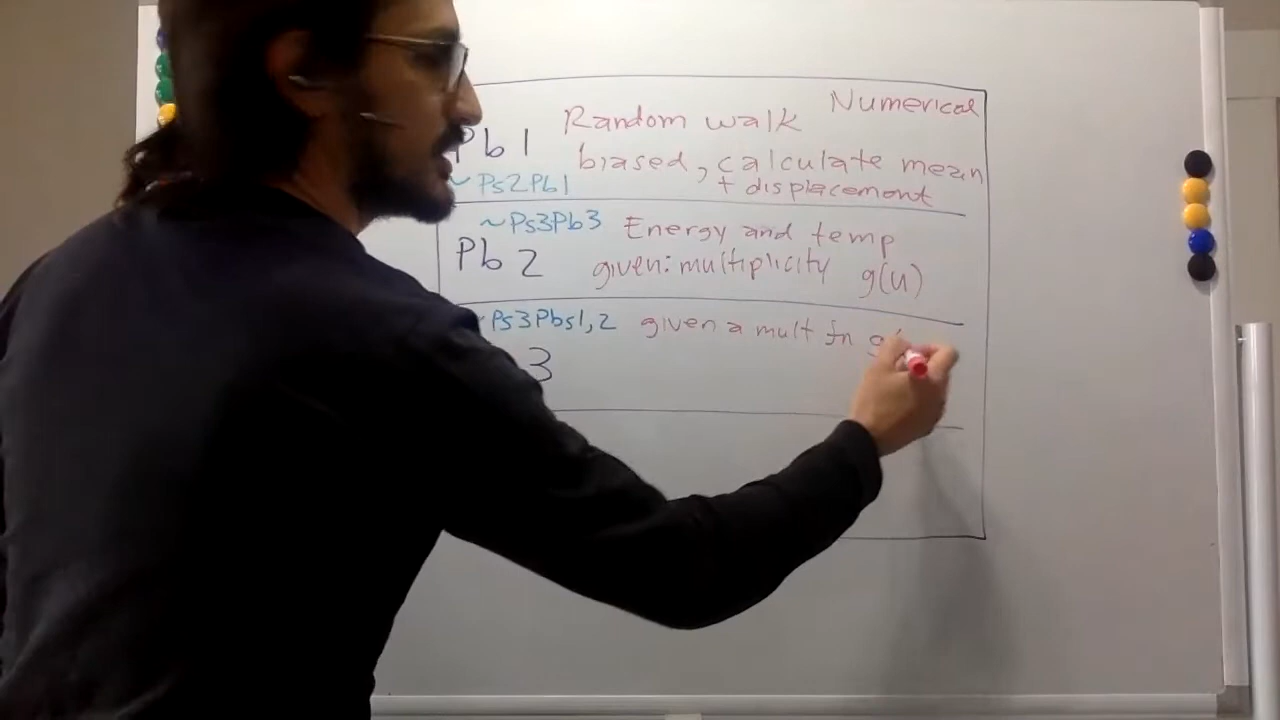 Numerical
Pb 1 Random walk
biased, calculate mean
~ Ps2Pb1 + displacement
~Ps3Pb3 Energy and temp
Pb 2 given: multiplicity g(u)
~Ps3Pbs1,2 given a mult fn g(
3